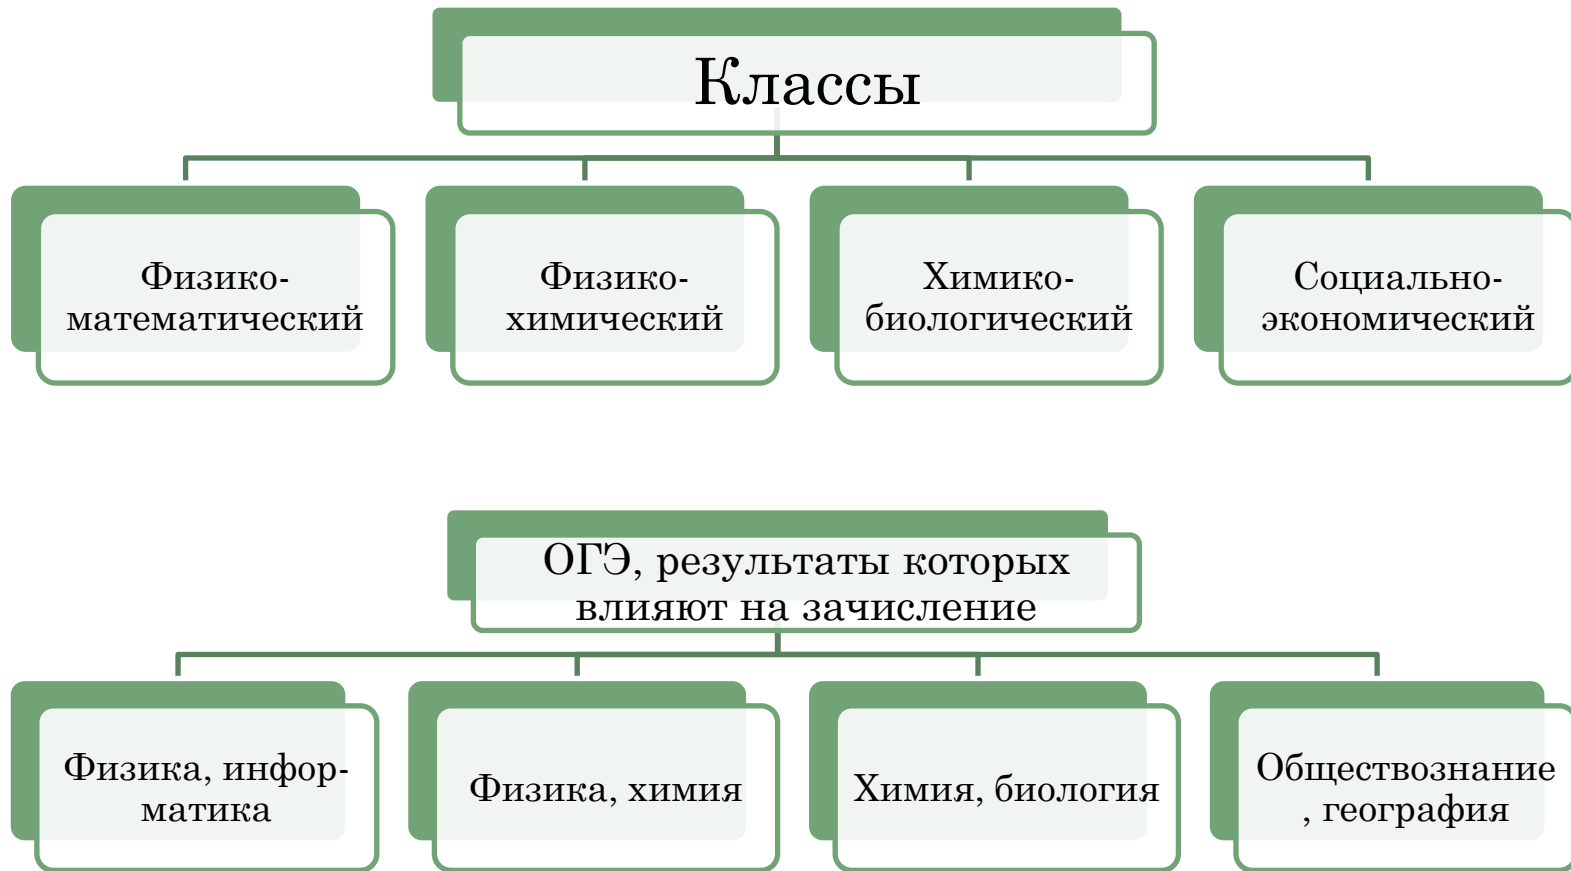 Классы
Физико-
математический
Физико-
химический
Химико-
биологический
Социально-
экономический
ОГЭ, результаты которых
влияют на зачисление
Физика, инфор-
матика
Физика, химия
Химия, биология
Обществознание
, география